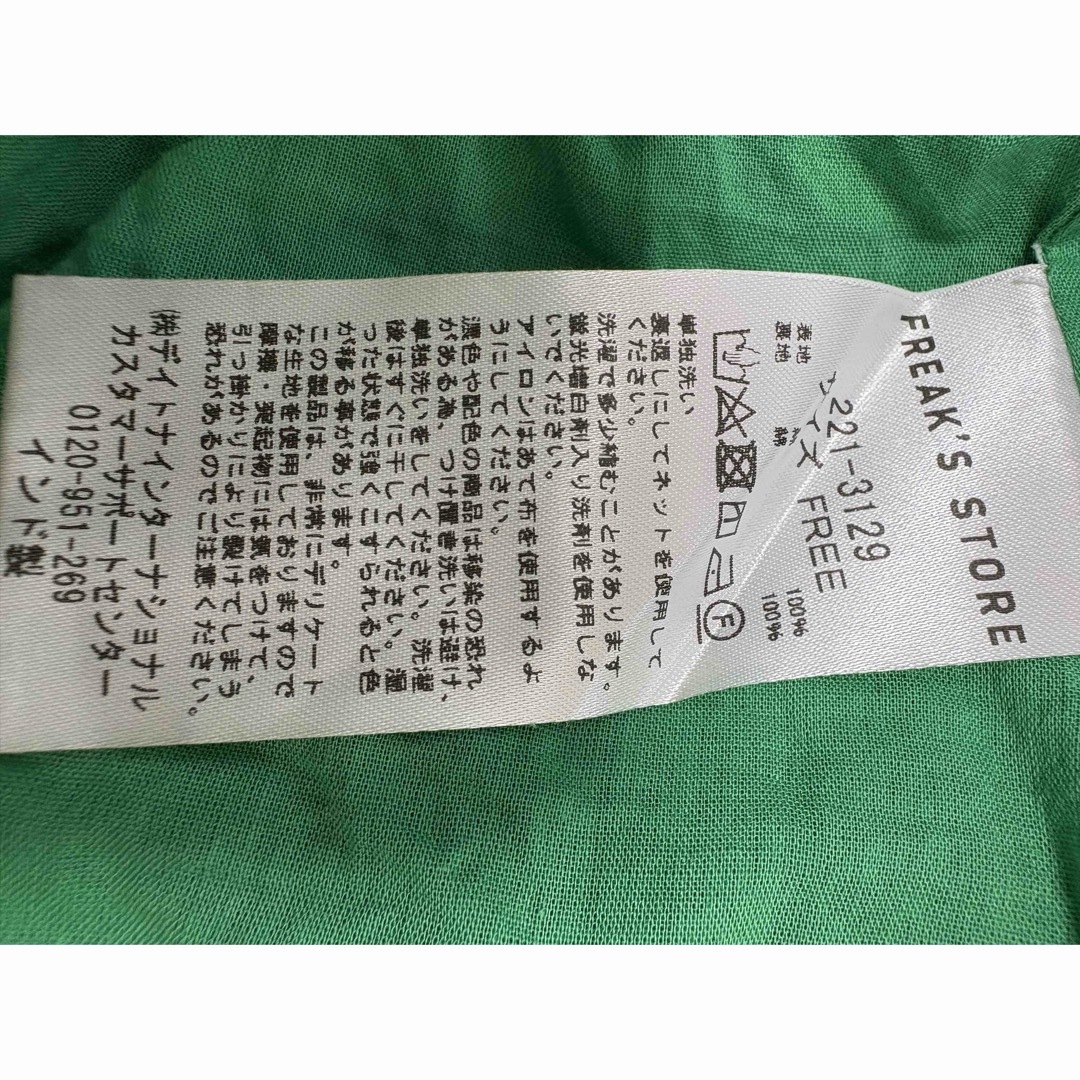 FREAK'S STORE
221-3129
サイズ FREE
表地 綿 100%
裏地 綿 100%
F
単独洗い
裏返しにしてネットを使用して
ください。
洗濯で多少縮むことがあります。
蛍光増白剤入り洗剤を使用しな
いでください。
アイロンはあて布を使用するよ
うにしてください。
濃色や配色の商品は移染の恐れ
がある為、つけ置き洗いは避け、
単独洗いをしてください。洗濯
後はすぐに干してください。湿
った状態で強くこすられると色
が移る事があります。
この製品は、非常にデリケート
な生地を使用しておりますので
摩擦・突起物には気をつけて、
引っ掛かりにより裂けてしまう
恐れがあるのでご注意ください。
㈱デイトナインターナショナル
カスタマーサポートセンター
0120-951-269
インド製